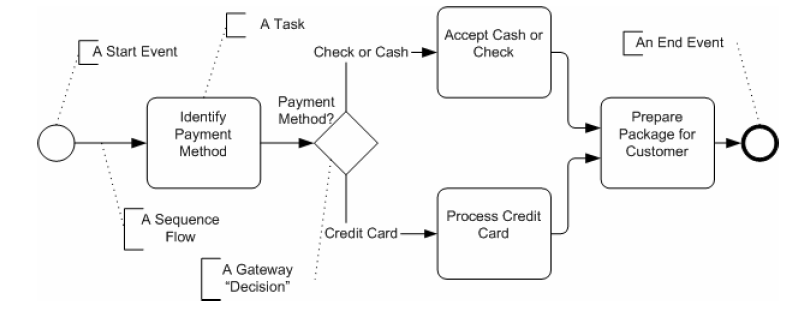 A Start Event
A Task
Check or Cash
Accept Cash or
Check
An End Event
Identify
Payment
Method
Payment
Method?
Prepare
Package for
Customer
A Sequence
Flow
Credit Card
Process Credit
Card
A Gateway
“Decision”